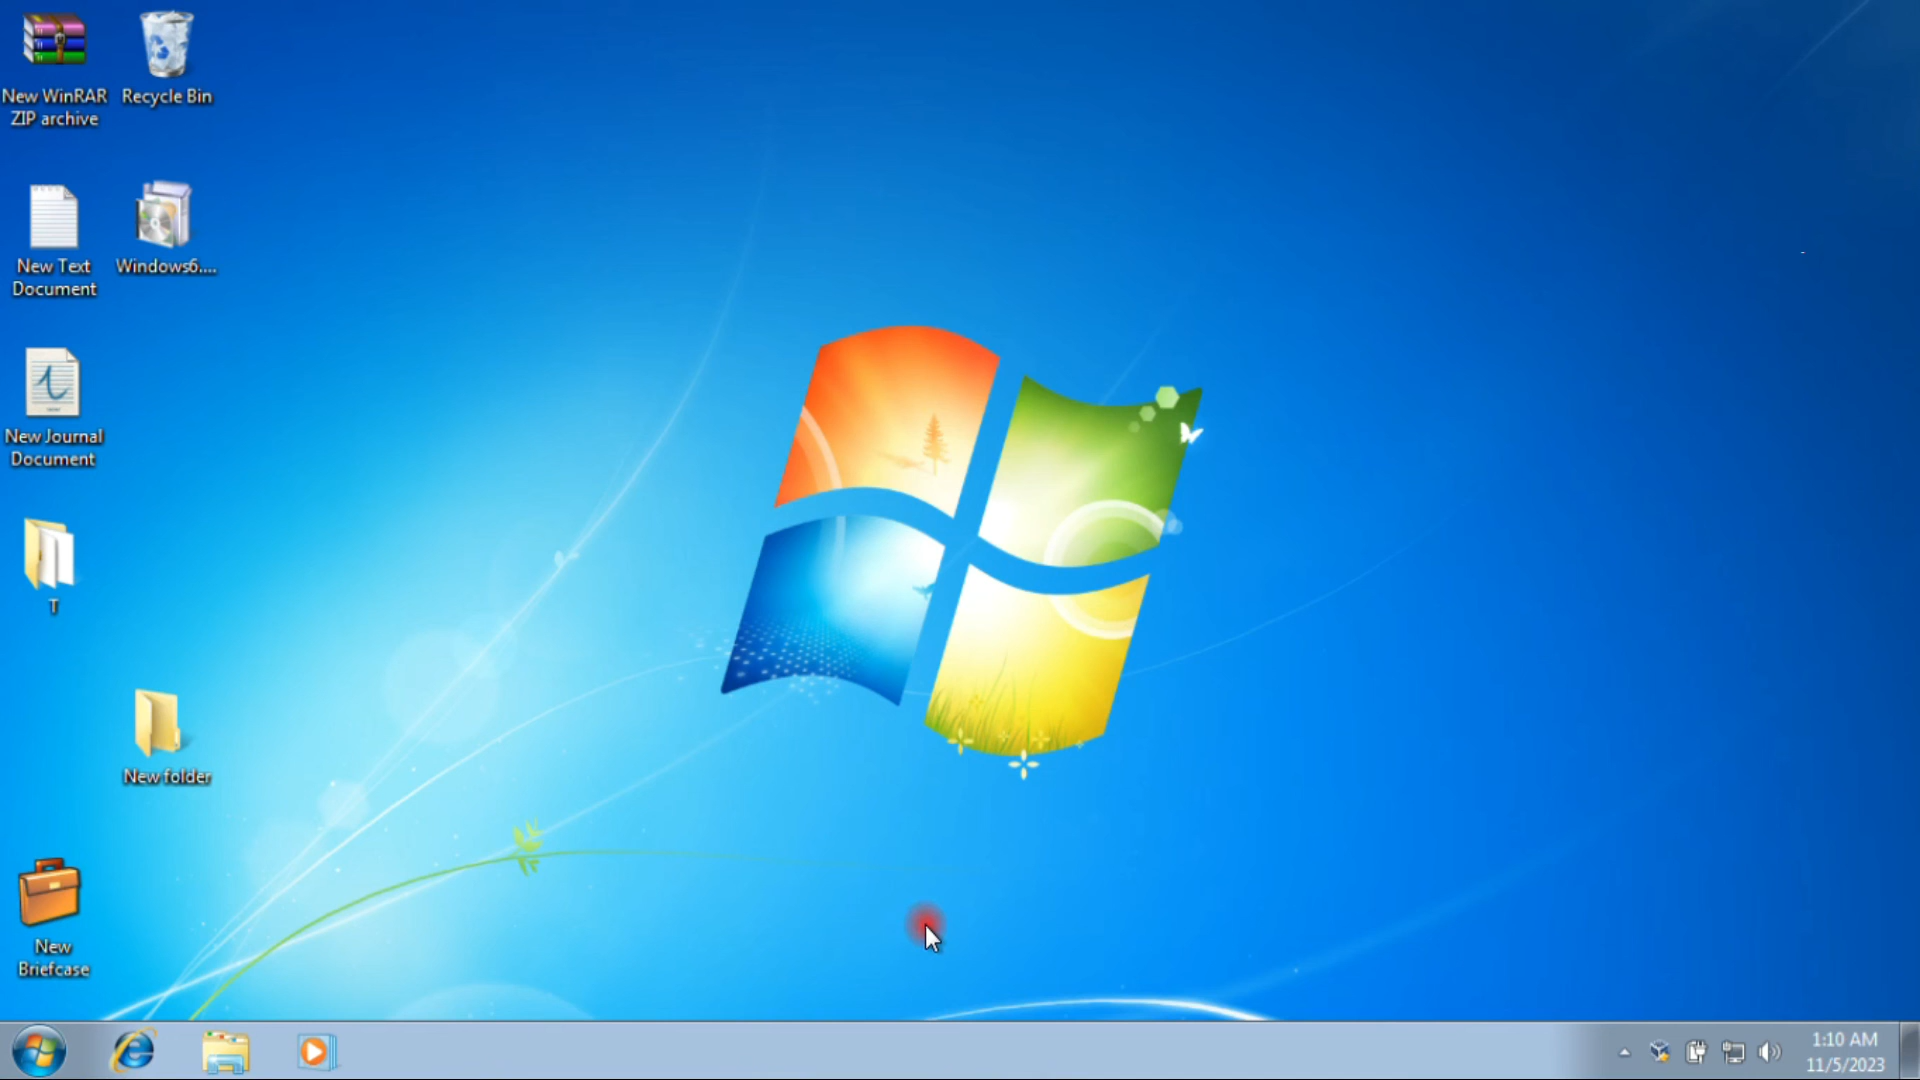 New WinRAR
ZIP archive
Recycle Bin
New Text
Document
Windows6....
New Journal
Document
T
New folder
New
Briefcase
1:10 AM
11/5/2023